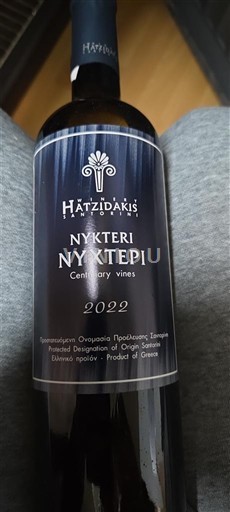 HATZIDAKIS
WINERY
HATZIDAKIS
SANTORINI
NYKTERI
ΝΥΧΤΕΡΙ
Centenary vines
2022
Προστατευόμενη Ονομασία Προέλευσης Σαντορίνη
Protected Designation of Origin Santorini
Ελληνικό προϊόν - Product of Greece